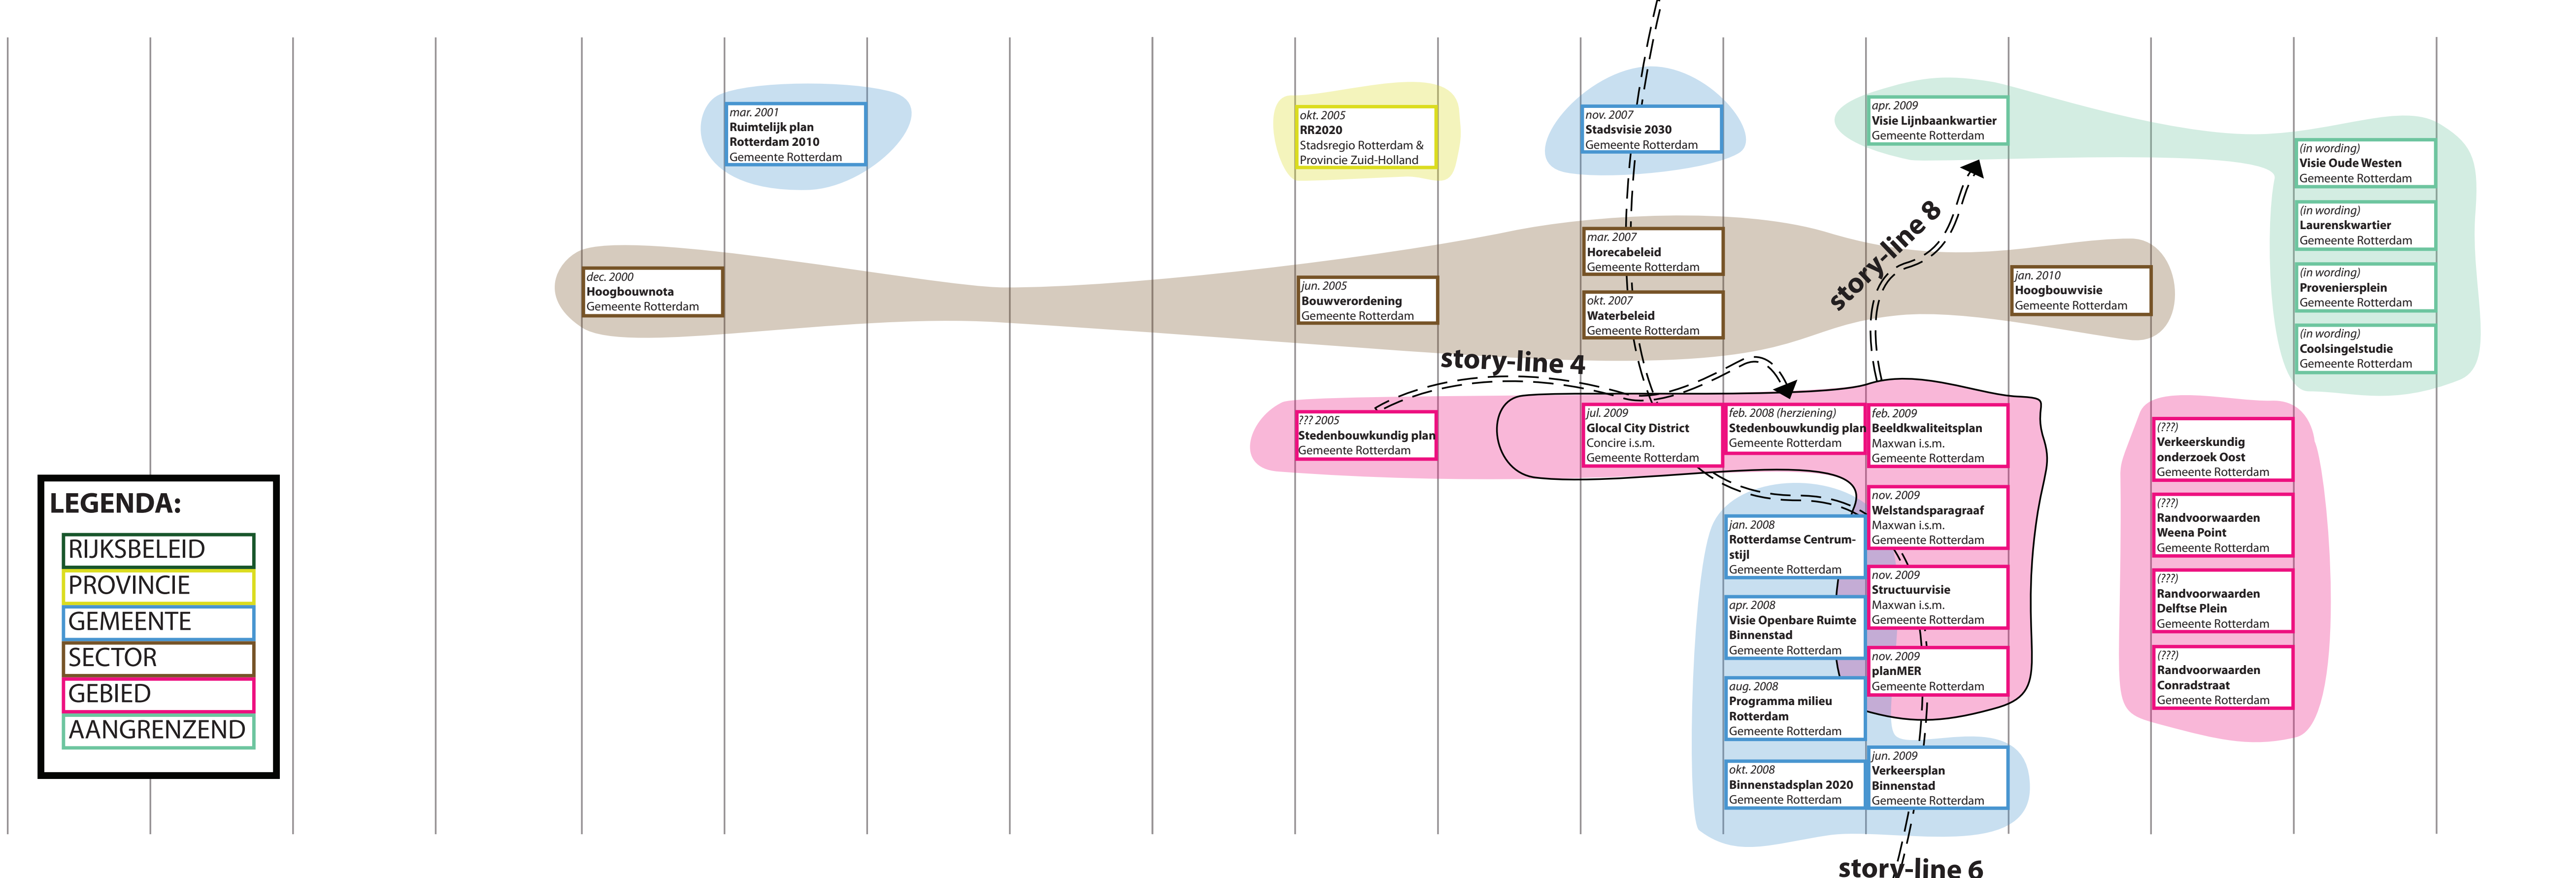 mar. 2001
Ruimtelijk plan
Rotterdam 2010
Gemeente Rotterdam
okt. 2005
RR2020
Stadsregio Rotterdam &
Provincie Zuid-Holland
nov. 2007
Stadsvisie 2030
Gemeente Rotterdam
apr. 2009
Visie Lijnbaankwartier
Gemeente Rotterdam
(in wording)
Visie Oude Westen
Gemeente Rotterdam
(in wording)
Laurenskwartier
Gemeente Rotterdam
(in wording)
Proveniersplein
Gemeente Rotterdam
(in wording)
Coolsingelstudie
Gemeente Rotterdam
dec. 2000
Hoogbouwnota
Gemeente Rotterdam
jun. 2005
Bouwverordening
Gemeente Rotterdam
mar. 2007
Horecabeleid
Gemeente Rotterdam
okt. 2007
Waterbeleid
Gemeente Rotterdam
story-line 8
jan. 2010
Hoogbouwvisie
Gemeente Rotterdam
story-line 4
??? 2005
Stedenbouwkundig plan
Gemeente Rotterdam
jul. 2009
Glocal City District
Concire i.s.m.
Gemeente Rotterdam
feb. 2008 (herziening)
Stedenbouwkundig plan
Gemeente Rotterdam
feb. 2009
Beeldkwaliteitsplan
Maxwan i.s.m.
Gemeente Rotterdam
nov. 2009
Welstandsparagraaf
Maxwan i.s.m.
Gemeente Rotterdam
nov. 2009
Structuurvisie
Maxwan i.s.m.
Gemeente Rotterdam
nov. 2009
planMER
Gemeente Rotterdam
jan. 2008
Rotterdamse Centrum-
stijl
Gemeente Rotterdam
apr. 2008
Visie Openbare Ruimte
Binnenstad
Gemeente Rotterdam
aug. 2008
Programma milieu
Rotterdam
Gemeente Rotterdam
okt. 2008
Binnenstadsplan 2020
Gemeente Rotterdam
jun. 2009
Verkeersplan
Binnenstad
Gemeente Rotterdam
(???)
Verkeerskundig
onderzoek Oost
Gemeente Rotterdam
(???)
Randvoorwaarden
Weena Point
Gemeente Rotterdam
(???)
Randvoorwaarden
Delftse Plein
Gemeente Rotterdam
(???)
Randvoorwaarden
Conradstraat
Gemeente Rotterdam
LEGENDA:
RIJKSBELEID
PROVINCIE
GEMEENTE
SECTOR
GEBIED
AANGRENZEND
story-line 6